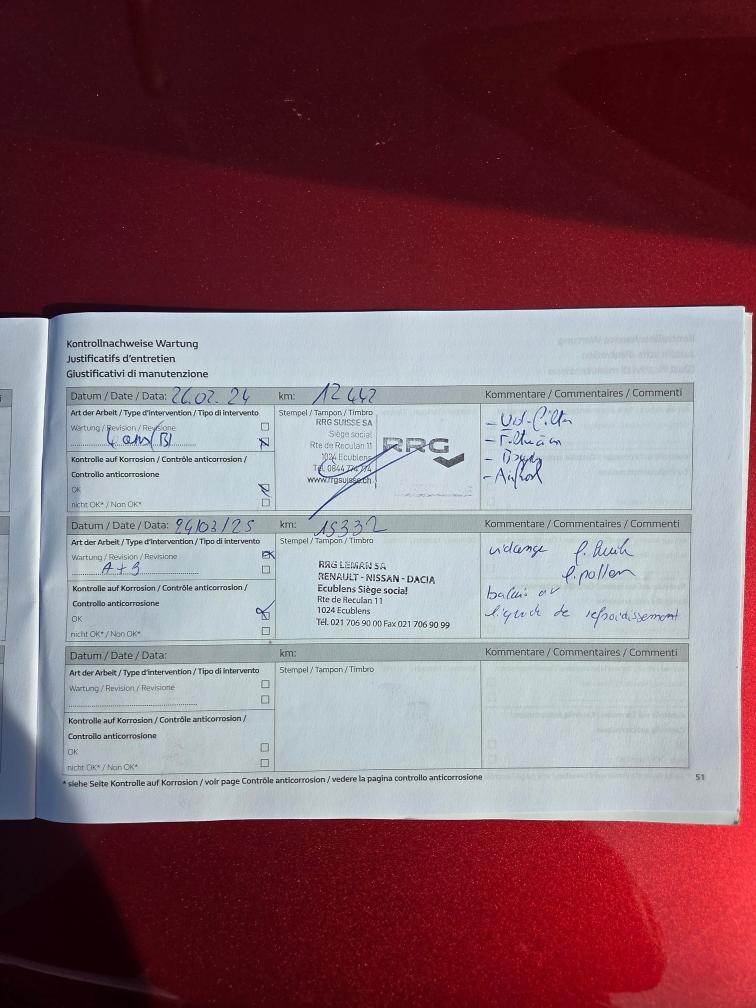 Kontrollnachweise Wartung
Justificatifs d'entretien
Giustificativi di manutenzione
Datum / Date / Data: 26.02.24 km: 12442 Kommentare / Commentaires / Commenti
Art der Arbeit / Type d'intervention / Tipo di intervento
Stempel / Tampon / Timbro
Wartung / Revision / Revisione
4 ans/B1
Kontrolle auf Korrosion / Contrôle anticorrosion /
Controllo anticorrosione
OK
nicht OK* / Non OK*
RRG SUISSE SA
Siège social
Rte de Reculan 11
1024 Ecublens
Tél. 0844 774 774
www.rrgsuisse.ch
RRG
Datum / Date / Data: 24/03/25 km: 15332 Kommentare / Commentaires / Commenti
Art der Arbeit / Type d'intervention / Tipo di intervento
Stempel / Tampon / Timbro
Wartung / Revision / Revisione
A+B
Kontrolle auf Korrosion / Contrôle anticorrosion /
Controllo anticorrosione
OK
nicht OK* / Non OK*
RRG LEMAN SA
RENAULT - NISSAN - DACIA
Ecublens Siège social
Rte de Reculan 11
1024 Ecublens
Tél. 021 706 90 00 Fax 021 706 90 99
vidange f. huile
f. pollen
balais av
liquide de refroidissement
Datum / Date / Data: km: Kommentare / Commentaires / Commenti
Art der Arbeit / Type d'intervention / Tipo di intervento
Stempel / Tampon / Timbro
Wartung / Revision / Revisione
Kontrolle auf Korrosion / Contrôle anticorrosion /
Controllo anticorrosione
OK
nicht OK* / Non OK*
* siehe Seite Kontrolle auf Korrosion / voir page Contrôle anticorrosion / vedere la pagina controllo anticorrosione
51